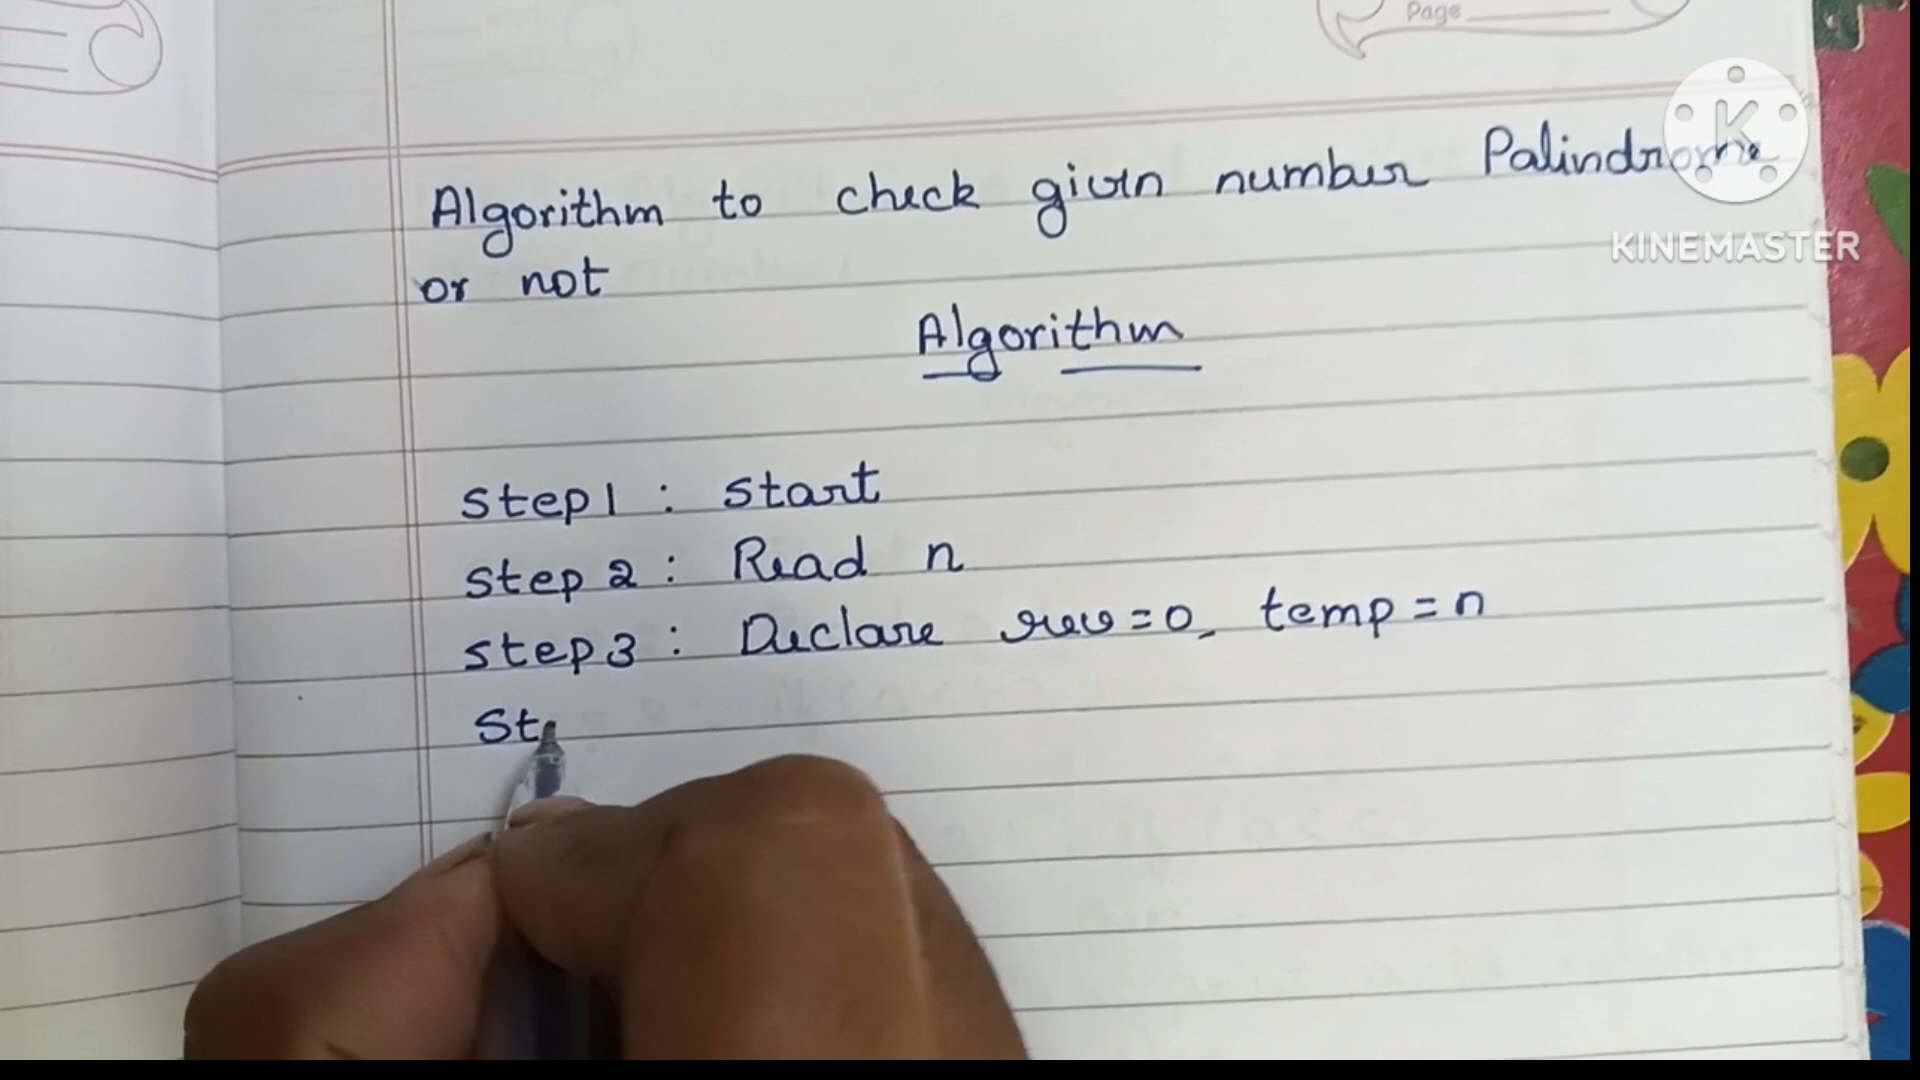 Page
Algorithm to check given number Palindrome
or not
Algorithm
step1 : start
step 2 : Read n
step3 : Declare rev=0, temp=n
St
K
KINEMASTER